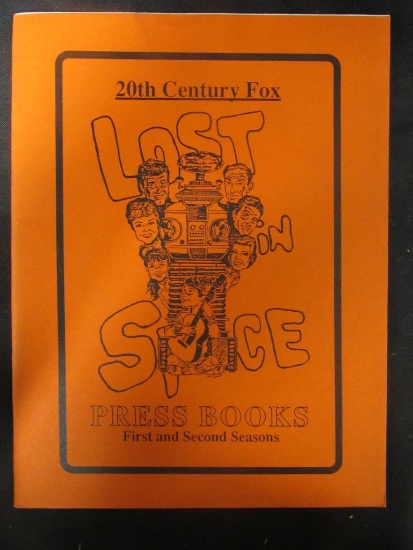 20th Century Fox
LOST
IN
SPACE
PRESS BOOKS
First and Second Seasons